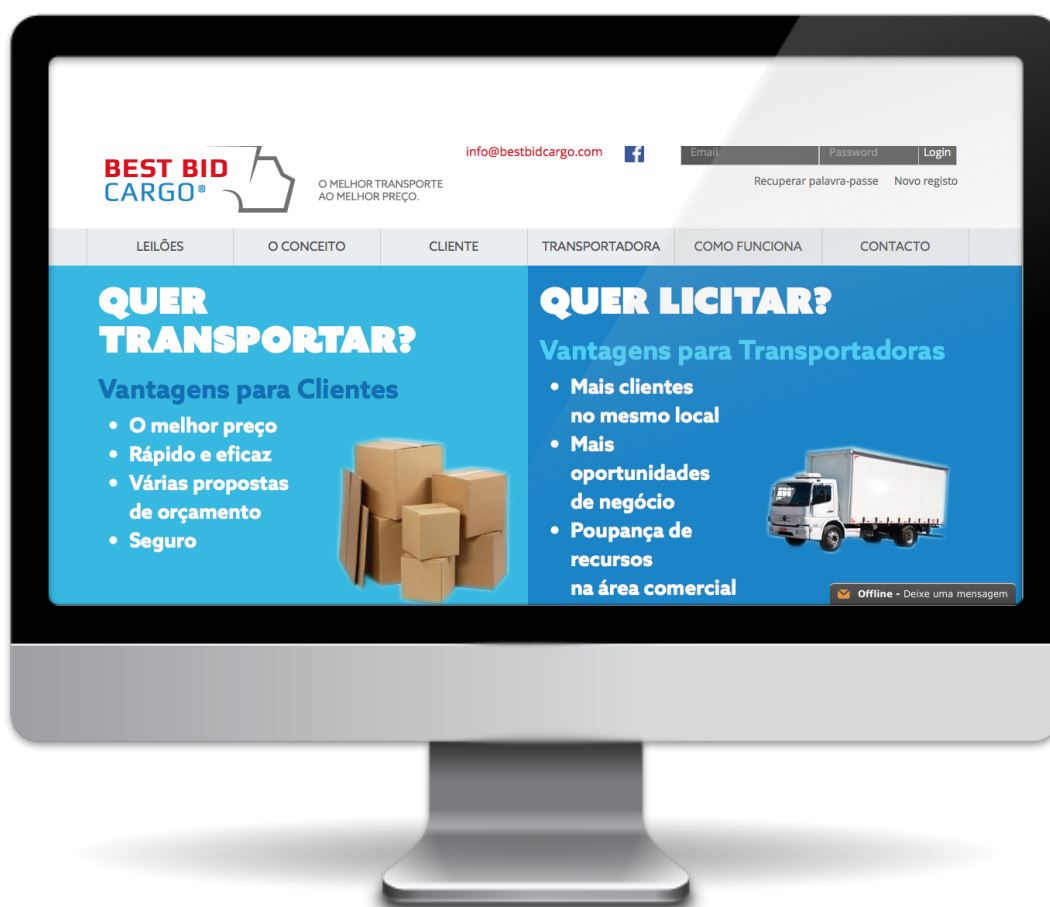 info@bestbidcargo.com
Email
Password
Login
BEST BID
CARGO®
O MELHOR TRANSPORTE
AO MELHOR PREÇO.
Recuperar palavra-passe
Novo registo
LEILÕES
O CONCEITO
CLIENTE
TRANSPORTADORA
COMO FUNCIONA
CONTACTO
QUER
TRANSPORTAR?
Vantagens para Clientes
• O melhor preço
• Rápido e eficaz
• Várias propostas
de orçamento
• Seguro
QUER LICITAR?
Vantagens para Transportadoras
• Mais clientes
no mesmo local
• Mais
oportunidades
de negócio
• Poupança de
recursos
na área comercial
Offline - Deixe uma mensagem